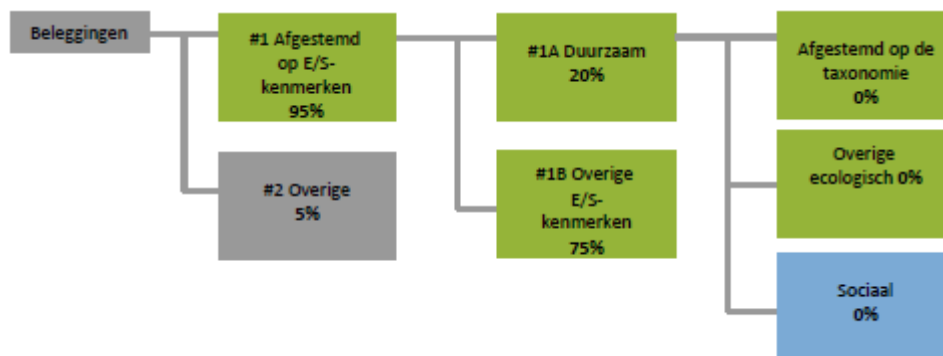 Beleggingen
#1 Afgestemd
op E/S-
kenmerken
95%
#2 Overige
5%
#1A Duurzaam
20%
#1B Overige
E/S-
kenmerken
75%
Afgestemd op de
taxonomie
0%
Overige
ecologisch 0%
Sociaal
0%